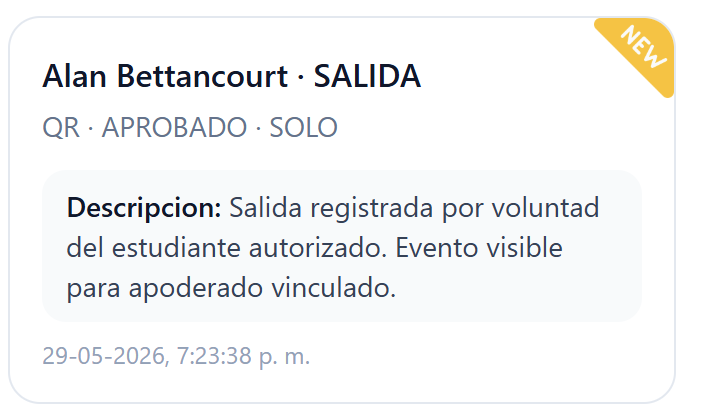 NEW
Alan Bettancourt · SALIDA
QR · APROBADO · SOLO
Descripcion: Salida registrada por voluntad
del estudiante autorizado. Evento visible
para apoderado vinculado.
29-05-2026, 7:23:38 p. m.